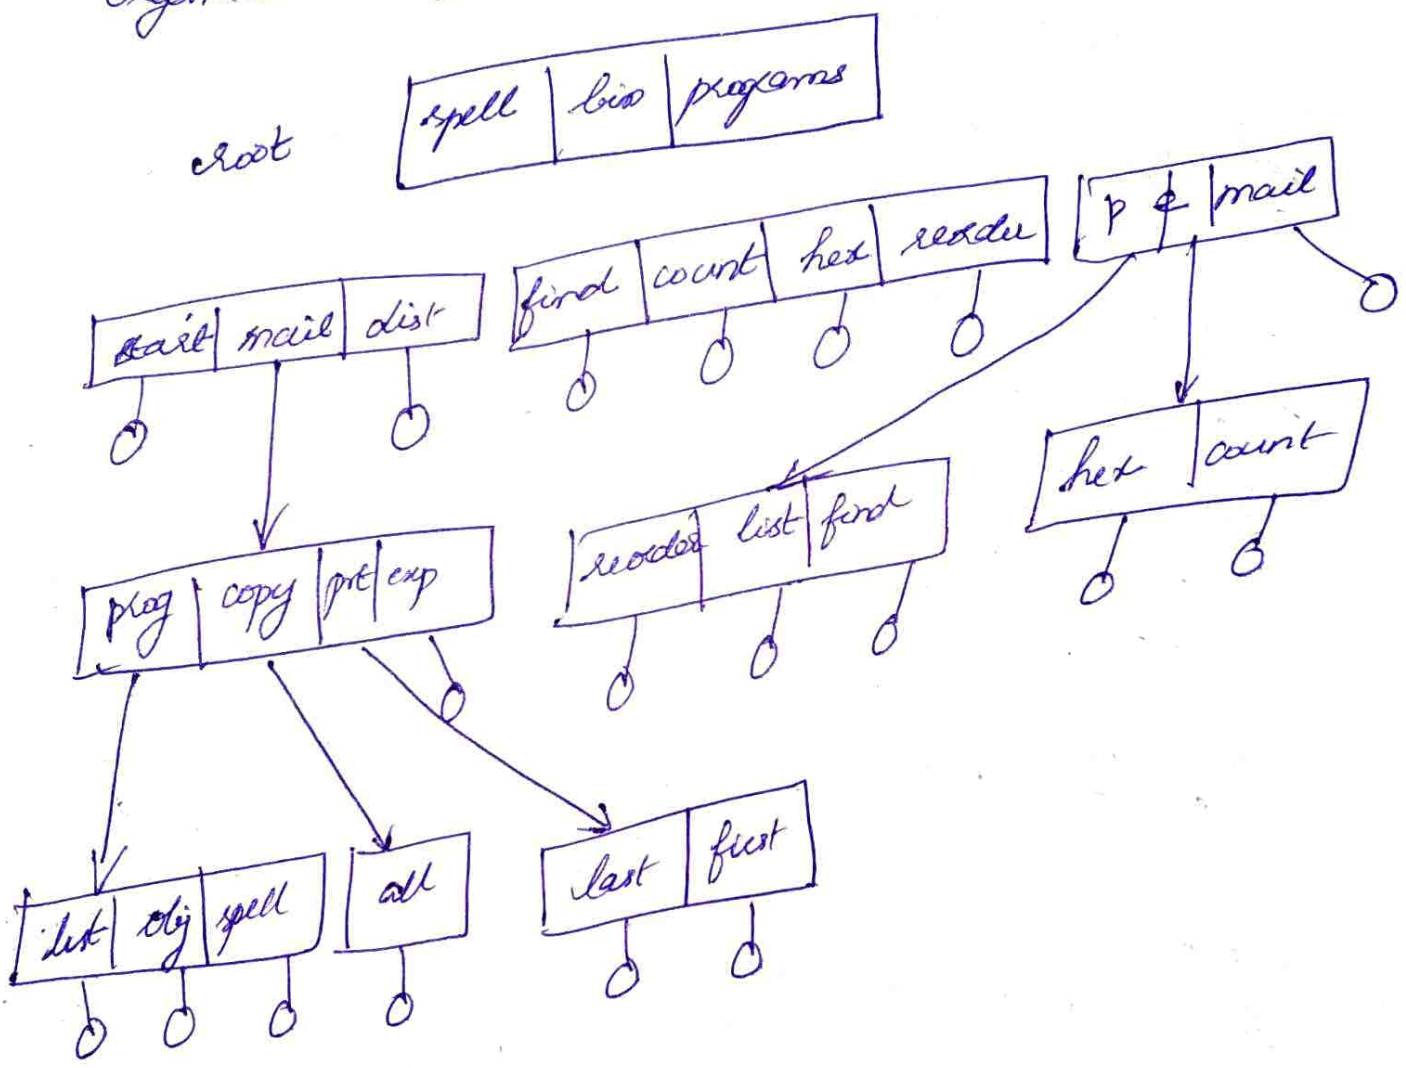 root
spell bin programs
start mail dist
find count hex reorder
p e mail
prog copy prt exp
reorder list find
hex count
list obj spell
all
last first